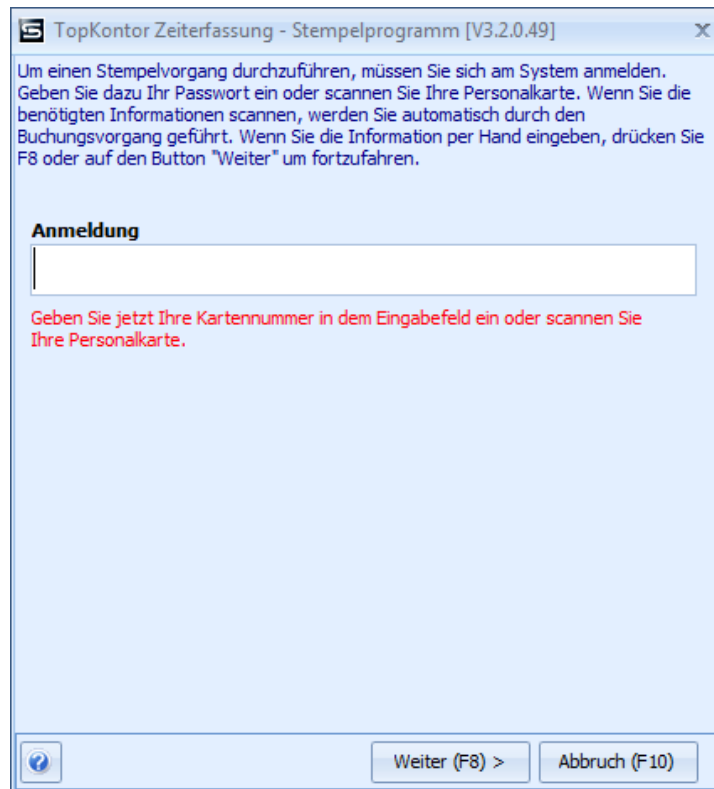 TopKontor Zeiterfassung - Stempelprogramm [V3.2.0.49]
Um einen Stempelvorgang durchzuführen, müssen Sie sich am System anmelden.
Geben Sie dazu Ihr Passwort ein oder scannen Sie Ihre Personalkarte. Wenn Sie die
benötigten Informationen scannen, werden Sie automatisch durch den
Buchungsvorgang geführt. Wenn Sie die Information per Hand eingeben, drücken Sie
F8 oder auf den Button "Weiter" um fortzufahren.
Anmeldung
Geben Sie jetzt Ihre Kartennummer in dem Eingabefeld ein oder scannen Sie
Ihre Personalkarte.
Weiter (F8) > Abbruch (F10)